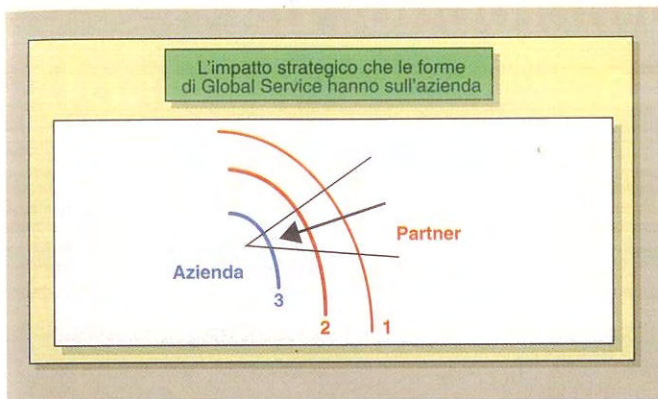 L'impatto strategico che le forme
di Global Service hanno sull'azienda
Partner
Azienda
3
2
1